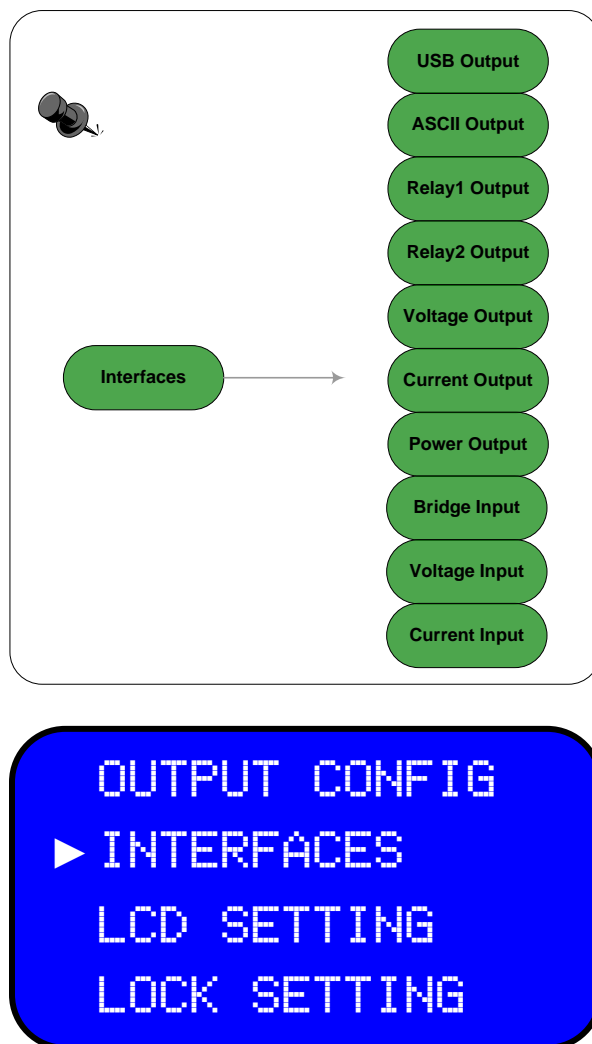 USB Output
ASCII Output
Relay1 Output
Relay2 Output
Voltage Output
Interfaces
Current Output
Power Output
Bridge Input
Voltage Input
Current Input
OUTPUT CONFIG
INTERFACES
LCD SETTING
LOCK SETTING